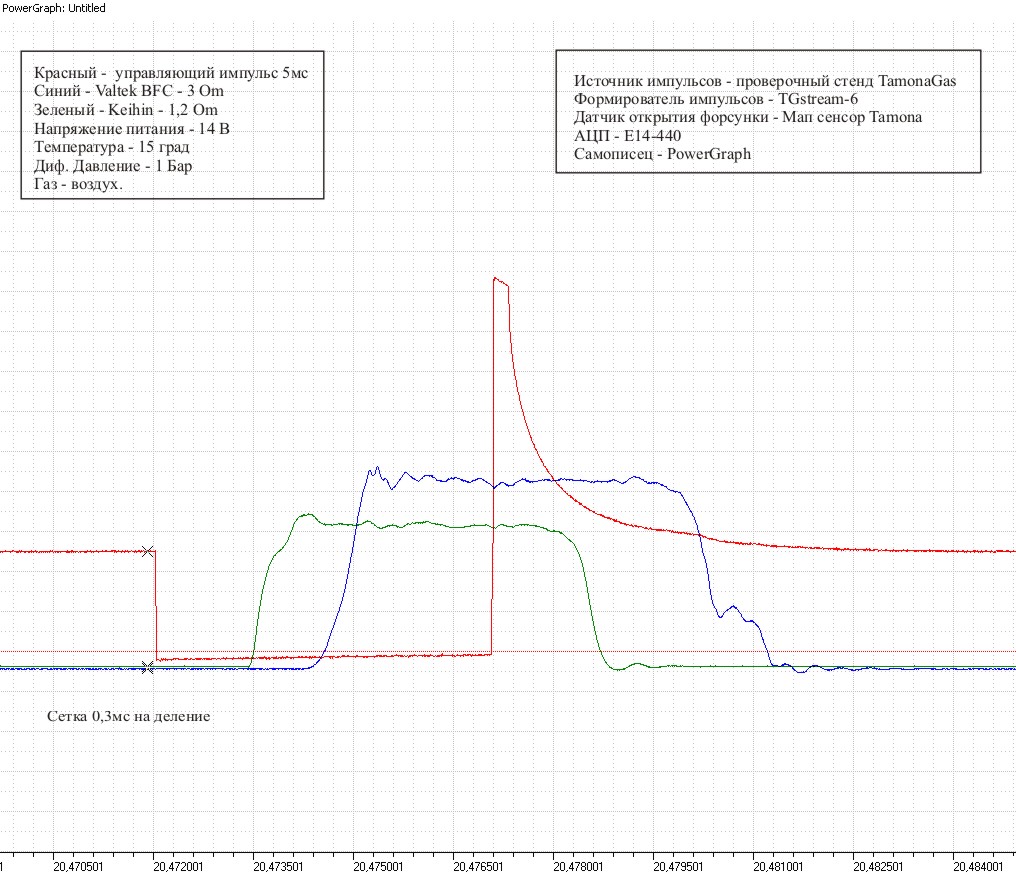 PowerGraph: Untitled
Красный - управляющий импульс 5мс
Синий - Valtek BFC - 3 Om
Зеленый - Keihin - 1,2 Om
Напряжение питания - 14 В
Температура - 15 град
Диф. Давление - 1 Бар
Газ - воздух.
Источник импульсов - проверочный стенд TamonaGas
Формирователь импульсов - TGstream-6
Датчик открытия форсунки - Мап сенсор Tamona
АЦП - E14-440
Самописец - PowerGraph
Сетка 0,3мс на деление
1 20,470501 20,472001 20,473501 20,475001 20,476501 20,478001 20,479501 20,481001 20,482501 20,484001